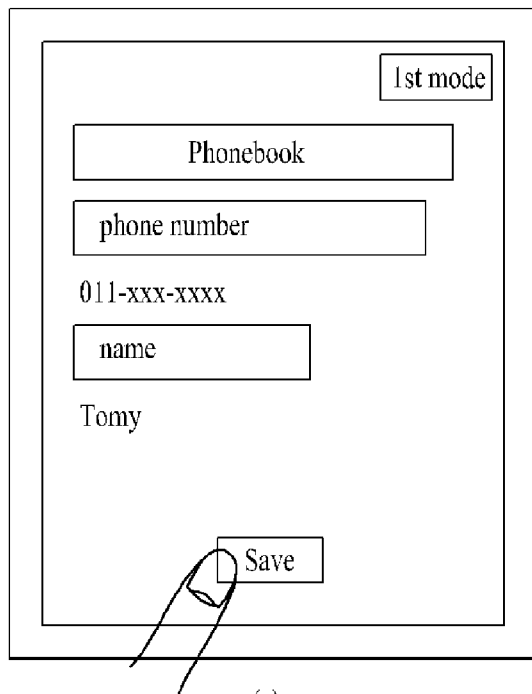 1st mode
Phonebook
phone number
011-xxx-xxxx
name
Tomy
Save